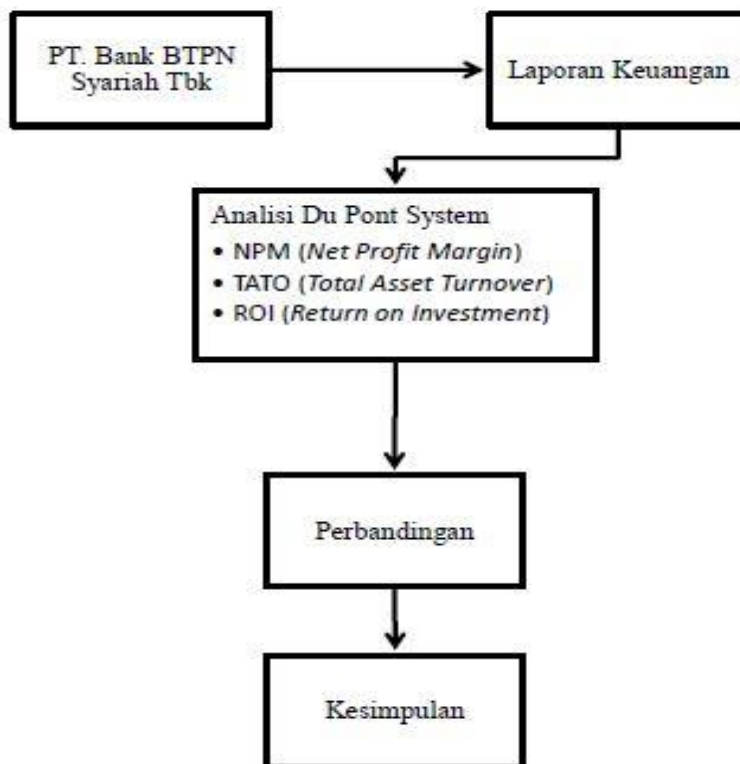 PT. Bank BTPN
Syariah Tbk
Laporan Keuangan
Analisi Du Pont System
• NPM (Net Profit Margin)
• TATO (Total Asset Turnover)
• ROI (Return on Investment)
Perbandingan
Kesimpulan